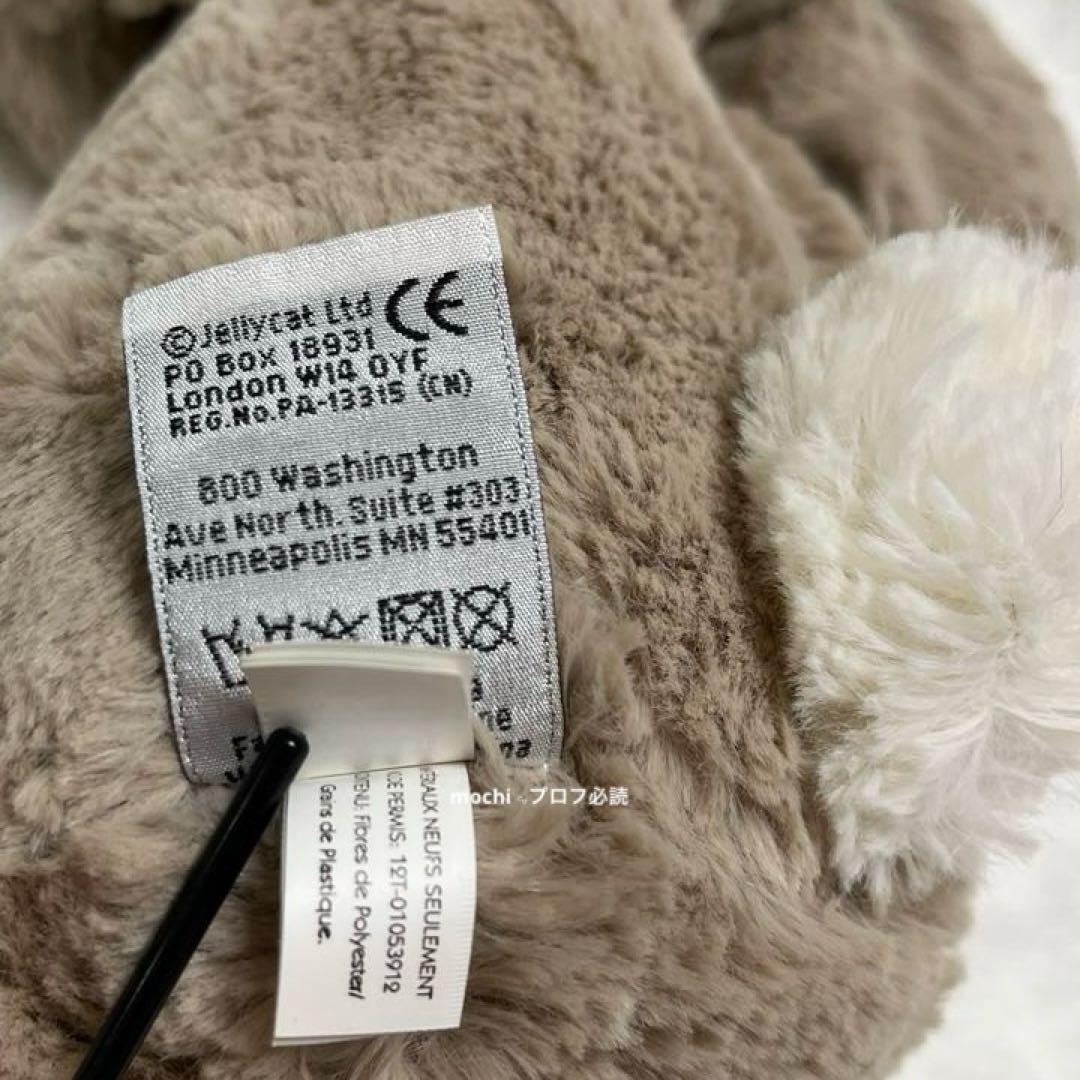 ©Jellycat Ltd CE
PO Box 18931
London W14 0YF
REG.No.PA-13315 (CN)
800 Washington
Ave North. Suite #303
Minneapolis MN 55401
NEUFS SEULEMENT
DE PERMIS: 12T-01053912
Fibres de Polyester/
Grains de Plastique.
mochi プロフ必読